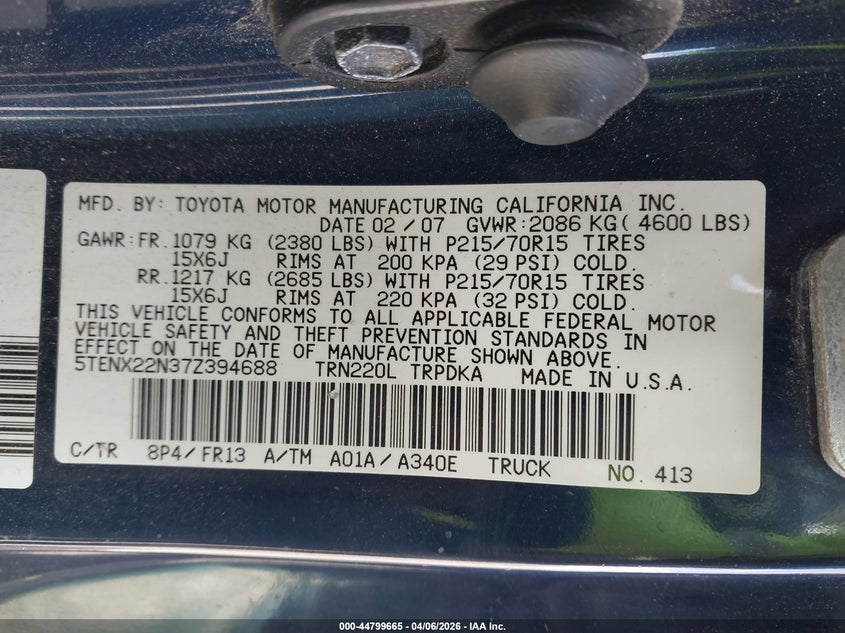 MFD. BY: TOYOTA MOTOR MANUFACTURING CALIFORNIA INC.
DATE 02 / 07 GVWR: 2086 KG ( 4600 LBS)
GAWR: FR. 1079 KG (2380 LBS) WITH P215/70R15 TIRES
15X6J RIMS AT 200 KPA (29 PSI) COLD.
RR. 1217 KG (2685 LBS) WITH P215/70R15 TIRES
15X6J RIMS AT 220 KPA (32 PSI) COLD.
THIS VEHICLE CONFORMS TO ALL APPLICABLE FEDERAL MOTOR
VEHICLE SAFETY AND THEFT PREVENTION STANDARDS IN
EFFECT ON THE DATE OF MANUFACTURE SHOWN ABOVE.
5TENX22N37Z394688 TRN220L TRPDKA MADE IN U.S.A.
C/TR 8P4/ FR13 A/TM A01A / A340E TRUCK NO. 413
000-44799665 - 04/06/2026 - IAA Inc.